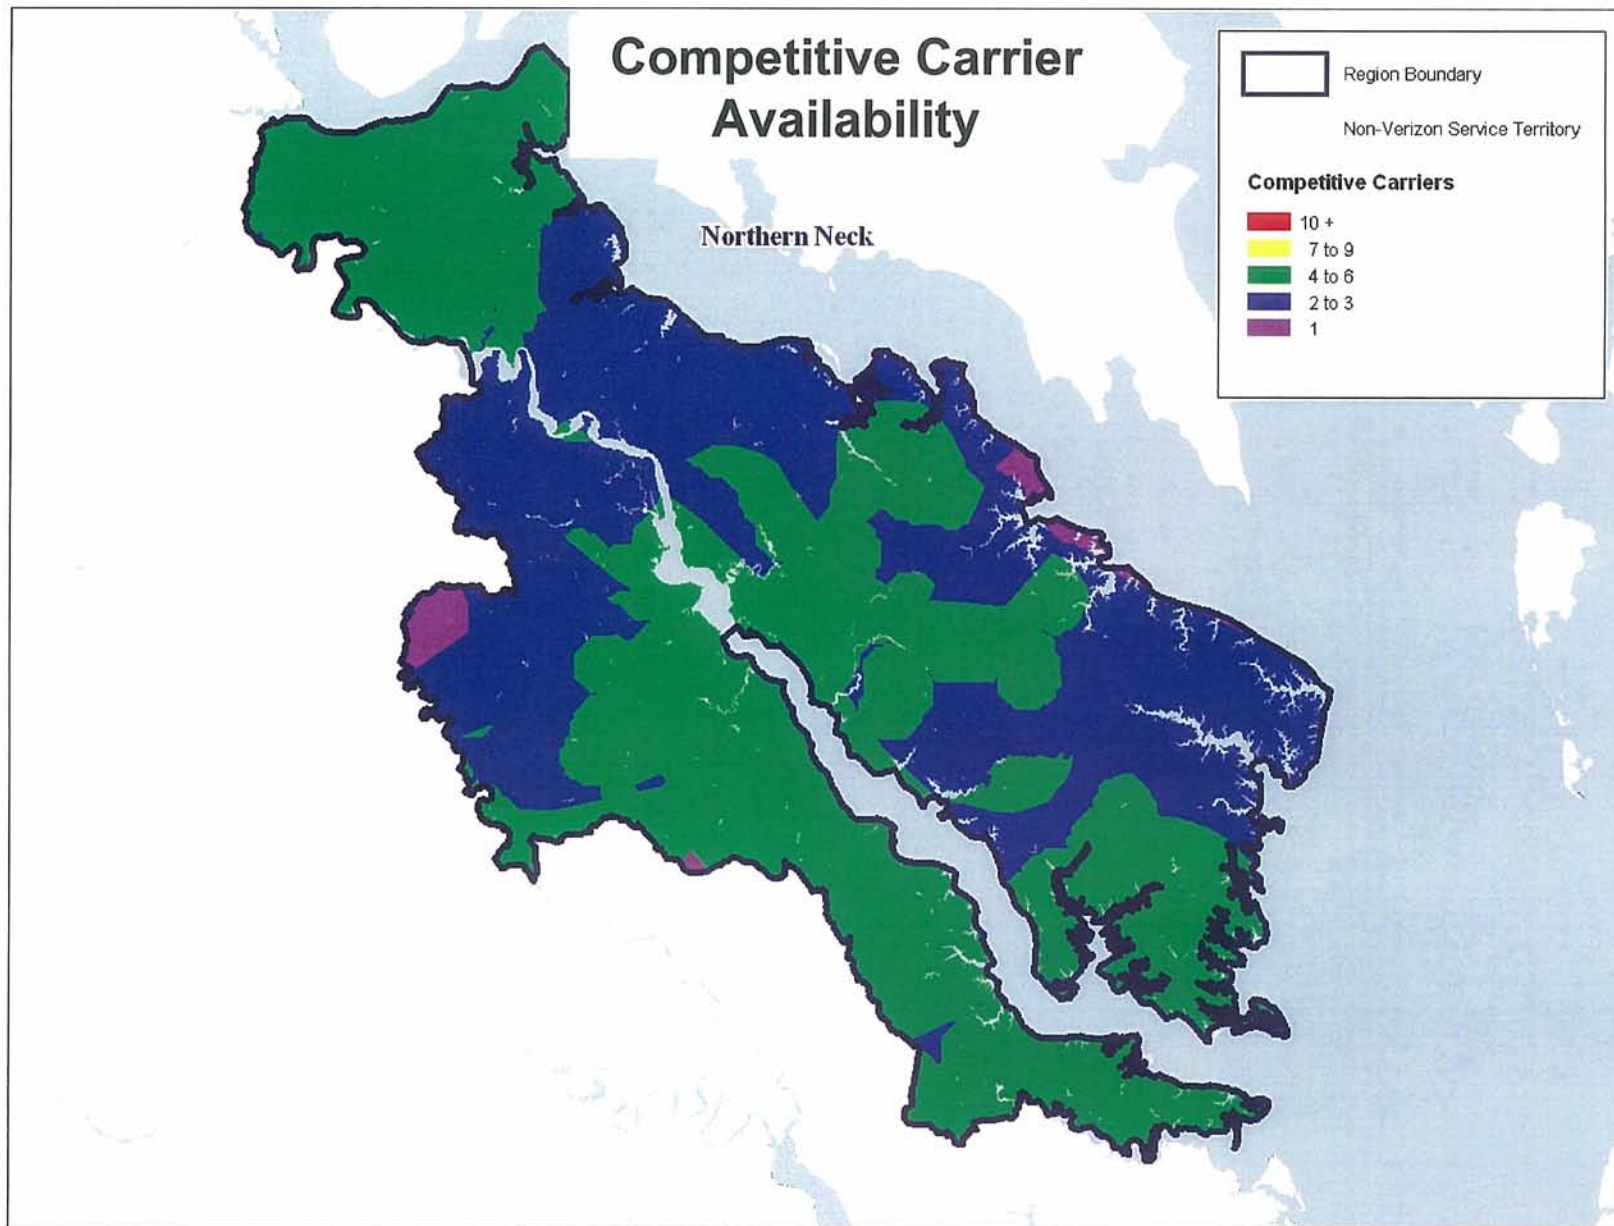 Competitive Carrier
Availability
Northern Neck
Region Boundary
Non-Verizon Service Territory
Competitive Carriers
10 +
7 to 9
4 to 6
2 to 3
1